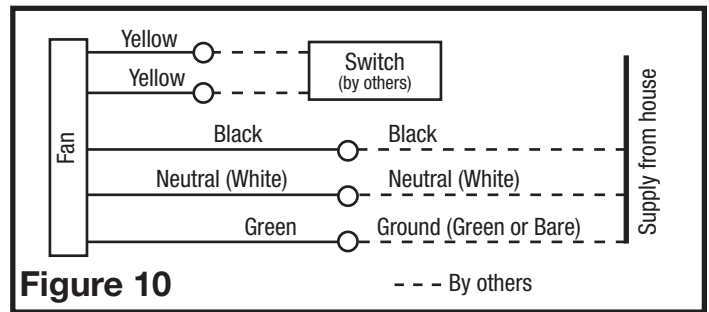 Yellow
Switch
(by others)
Yellow
Fan
Black Black
Neutral (White) Neutral (White)
Green Ground (Green or Bare)
Supply from house
Figure 10
- - - By others